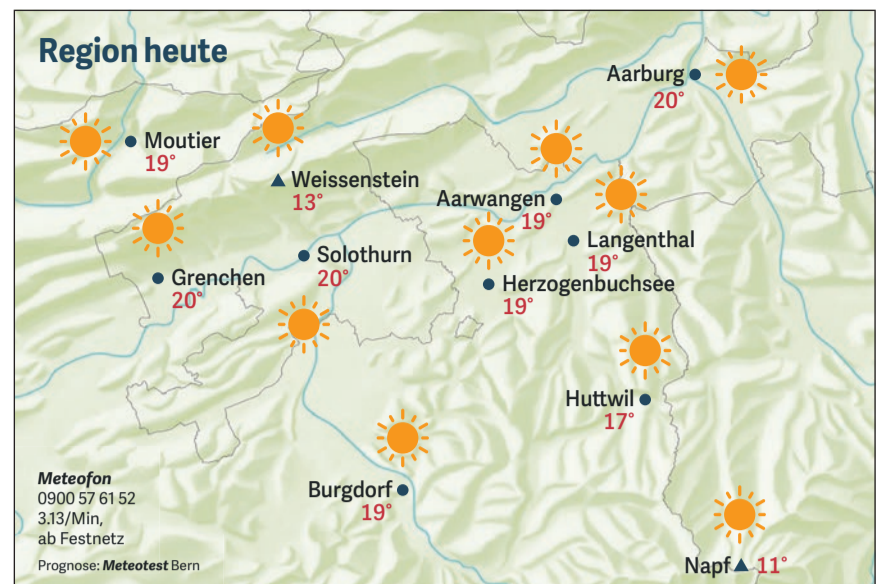 Region heute
Aarburg
20°
Moutier
19°
Weissenstein
13°
Aarwangen
19°
Langenthal
19°
Solothurn
20°
Grenchen
20°
Herzogenbuchsee
19°
Huttwil
17°
Burgdorf
19°
Napf 11°
Meteofon
0900 57 61 52
3.13/Min,
ab Festnetz
Prognose: Meteotest Bern